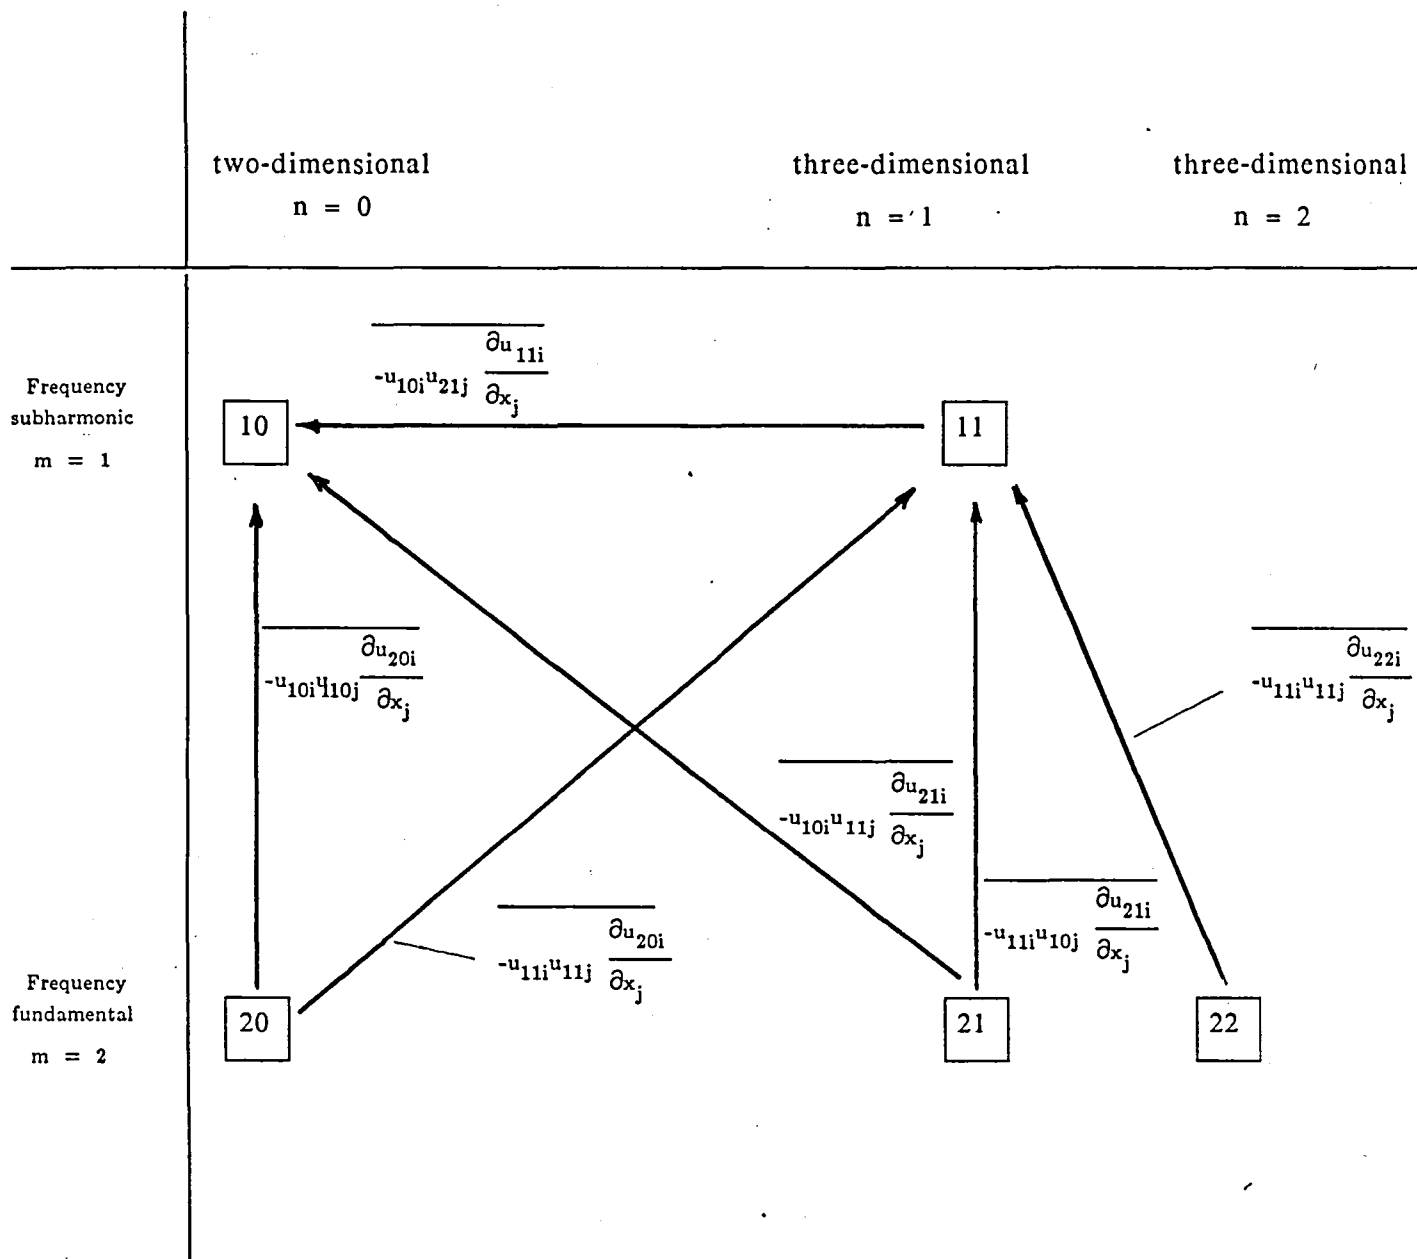 two-dimensional
n = 0
three-dimensional
n = 1
three-dimensional
n = 2
Frequency
subharmonic
m = 1
-u10iu21j ∂u11i/∂xj
10
11
-u10iu10j ∂u20i/∂xj
-u11iu11j ∂u22i/∂xj
-u10iu11j ∂u21i/∂xj
-u11iu10j ∂u21i/∂xj
-u11iu11j ∂u20i/∂xj
Frequency
fundamental
m = 2
20
21
22